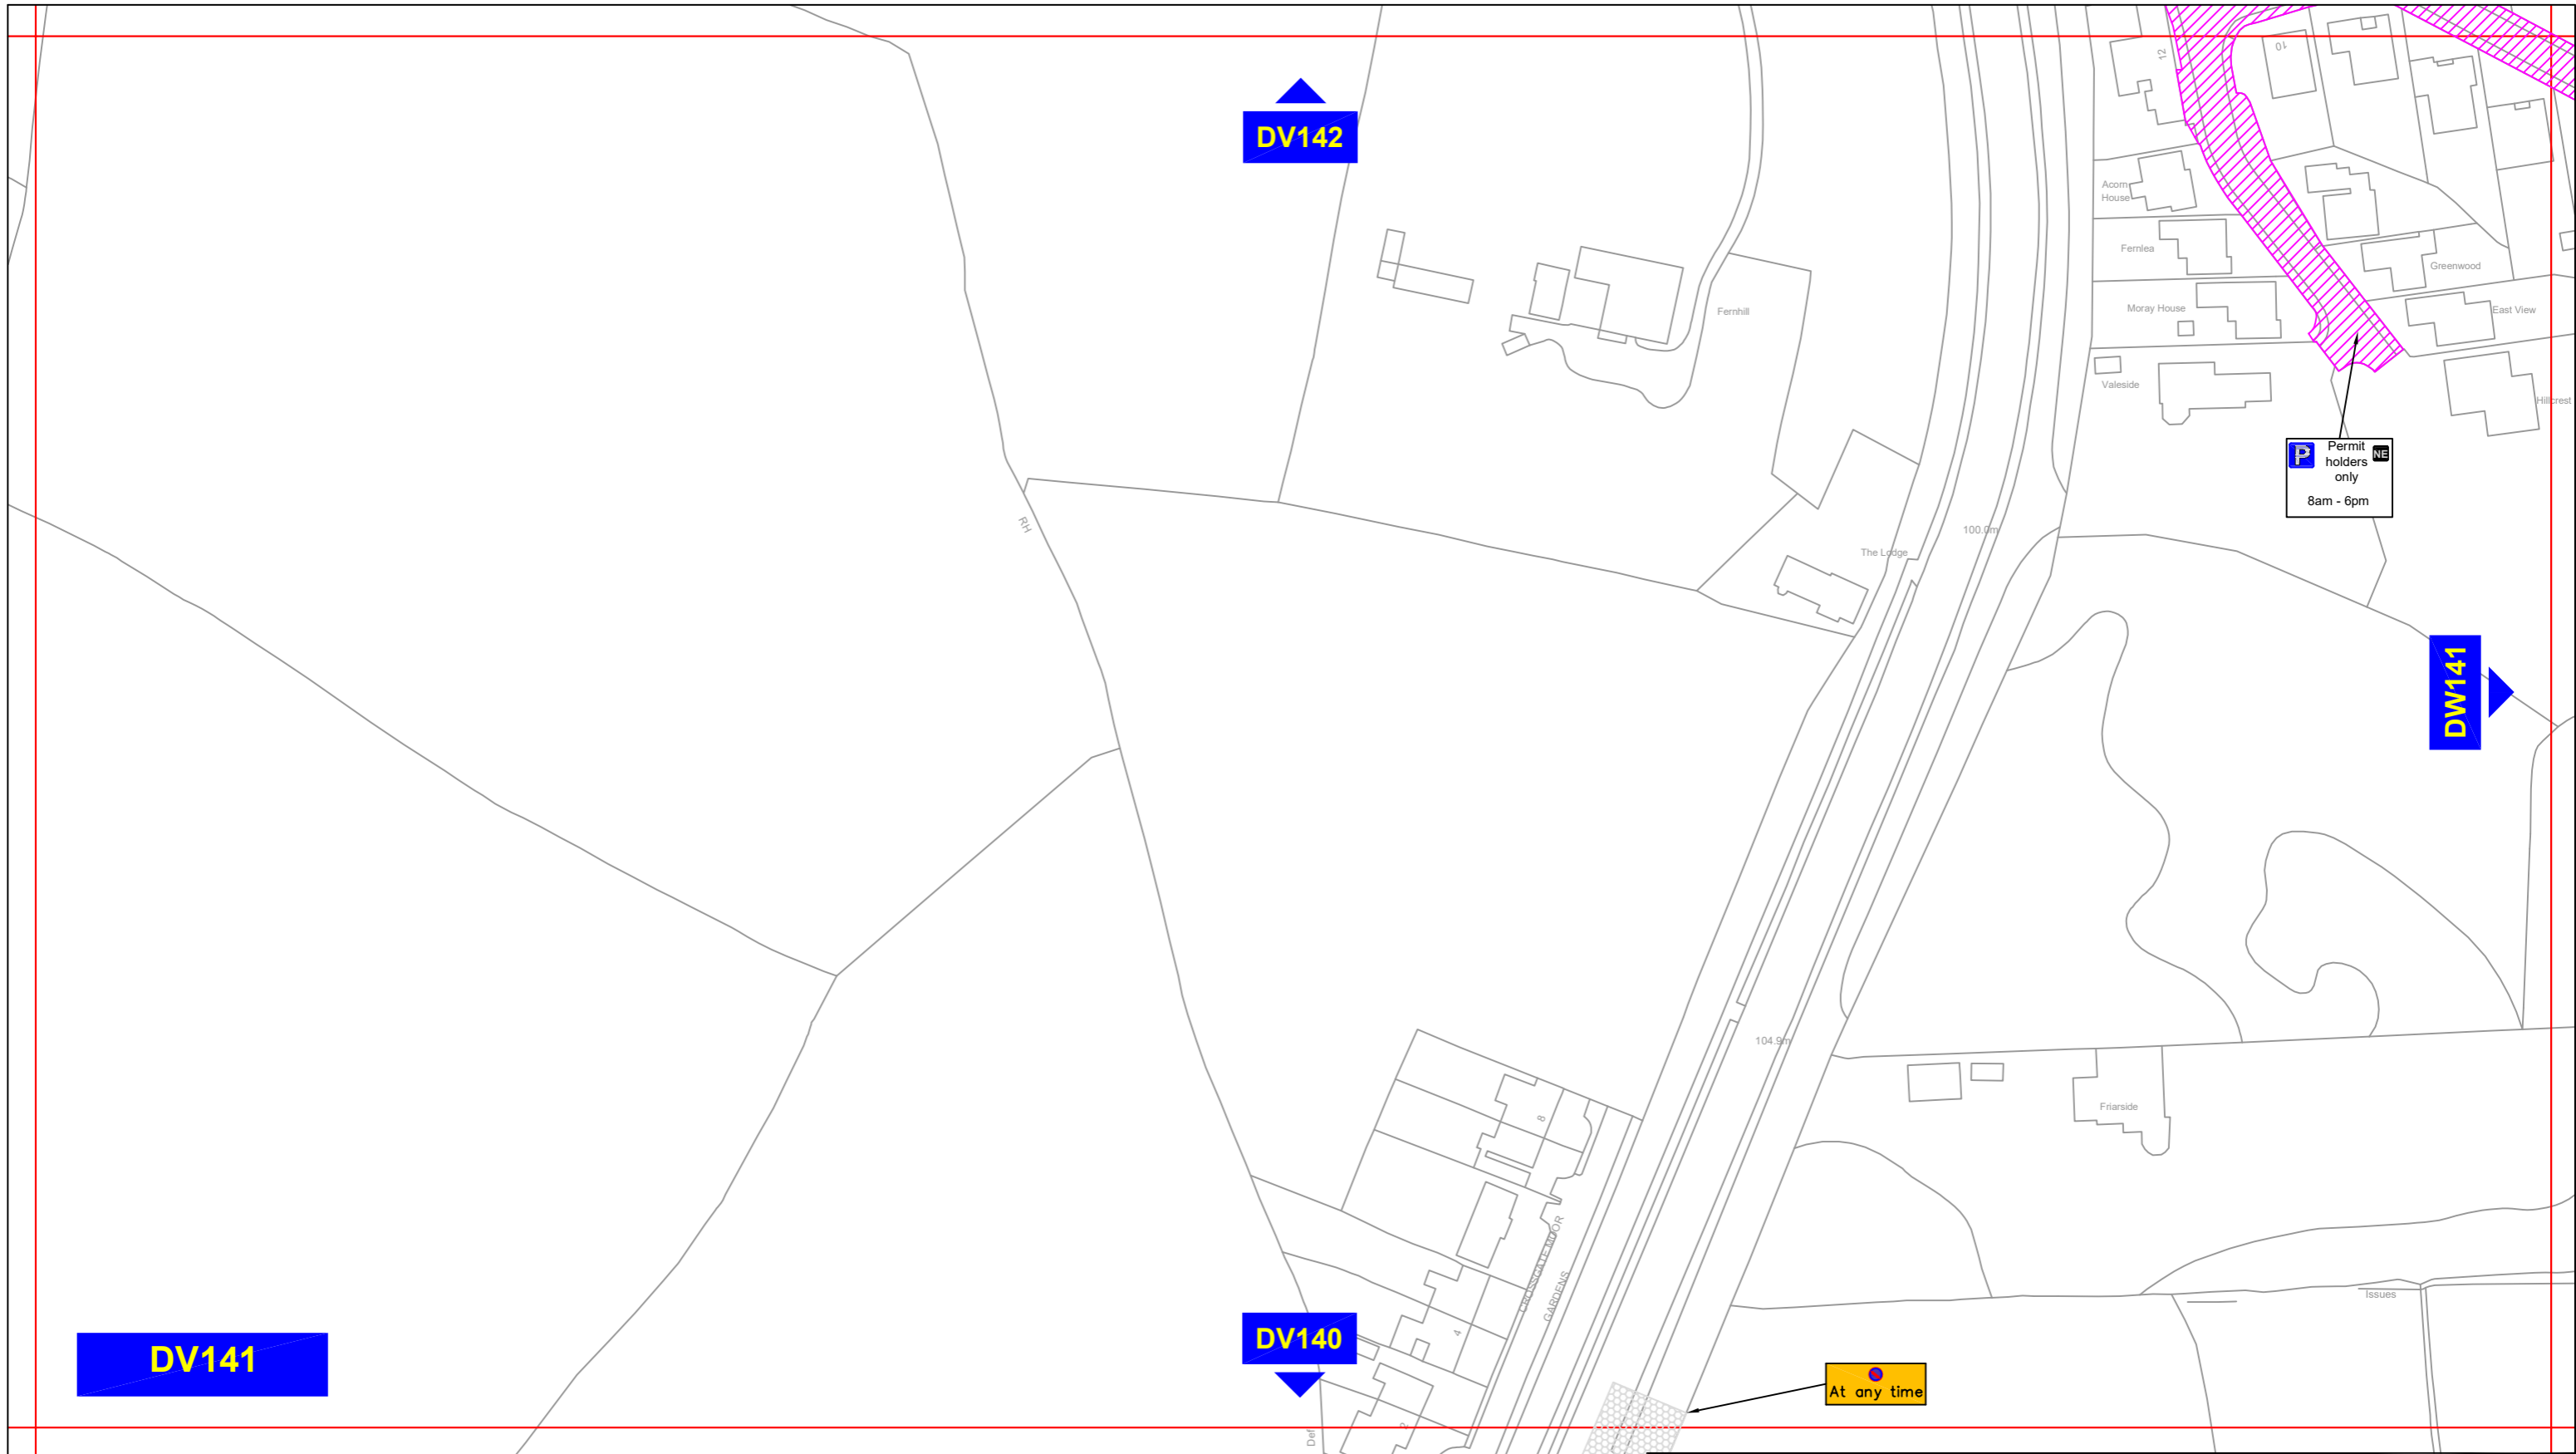 12
10
DV142
Acorn
House
Fernlea
Greenwood
Fernhill
Moray House
East View
Valeside
Hillcrest
P
Permit
holders
only
NE
8am - 6pm
RH
100.0m
The Lodge
DW141
104.9m
8
Friarside
CROSSGATE MOOR
GARDENS
Issues
4
DV140
DV141
At any time
2
Def